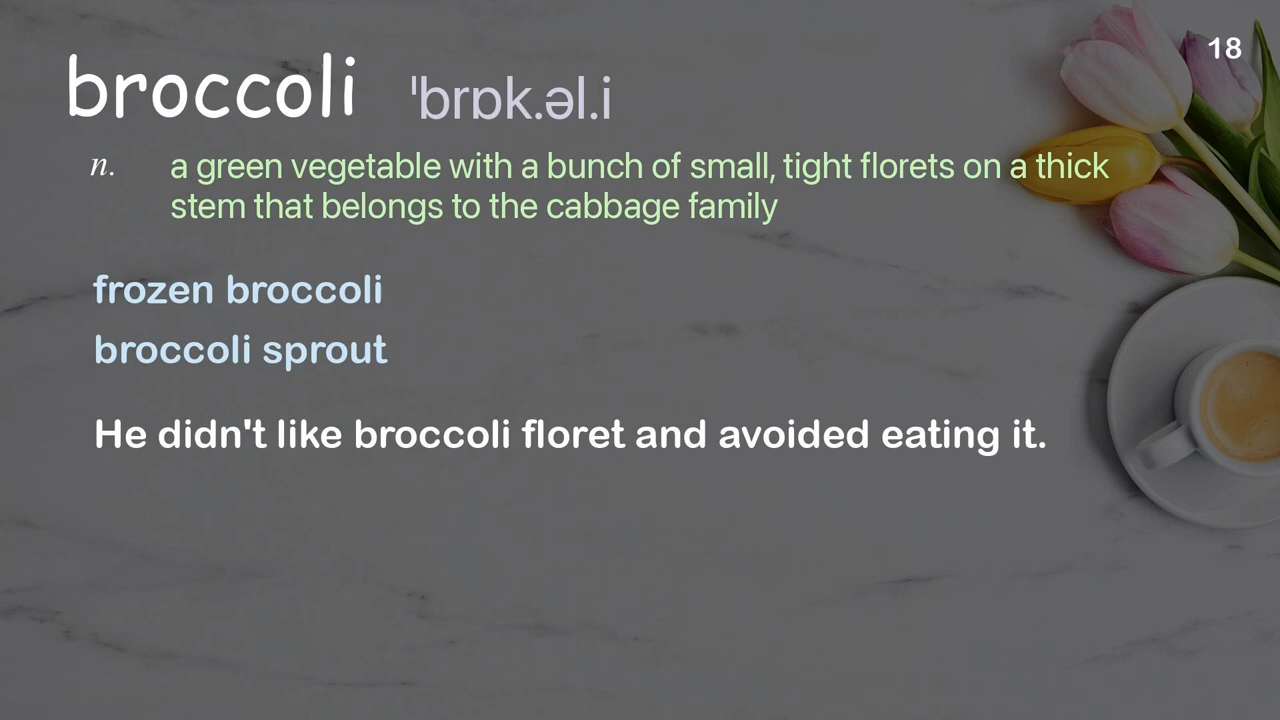 18
broccoli ˈbrɒk.əl.i
n. a green vegetable with a bunch of small, tight florets on a thick
stem that belongs to the cabbage family
frozen broccoli
broccoli sprout
He didn't like broccoli floret and avoided eating it.